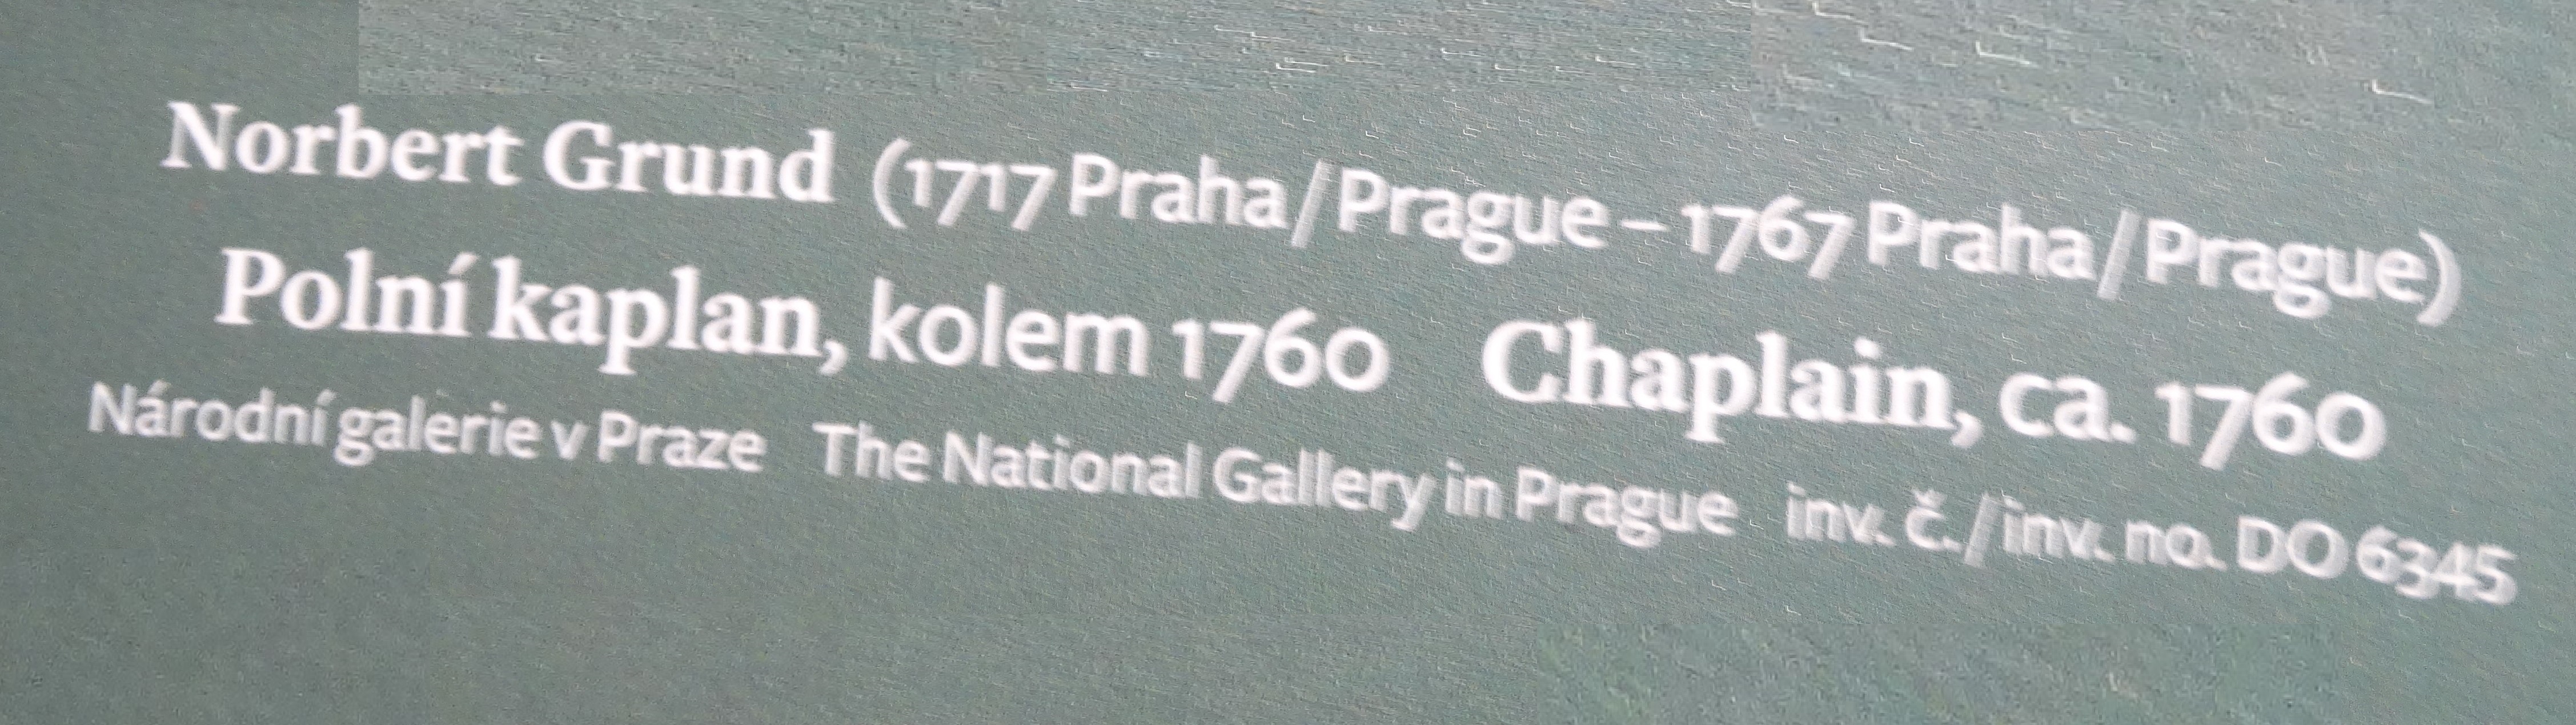 Norbert Grund (1717 Praha/Prague – 1767 Praha/Prague)
Polní kaplan, kolem 1760 Chaplain, ca. 1760
Národní galerie v Praze The National Gallery in Prague inv. č./inv. no. DO 6345